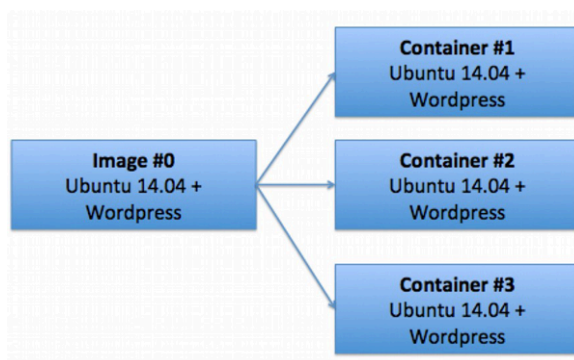 Image #0
Ubuntu 14.04 +
Wordpress
Container #1
Ubuntu 14.04 +
Wordpress
Container #2
Ubuntu 14.04 +
Wordpress
Container #3
Ubuntu 14.04 +
Wordpress